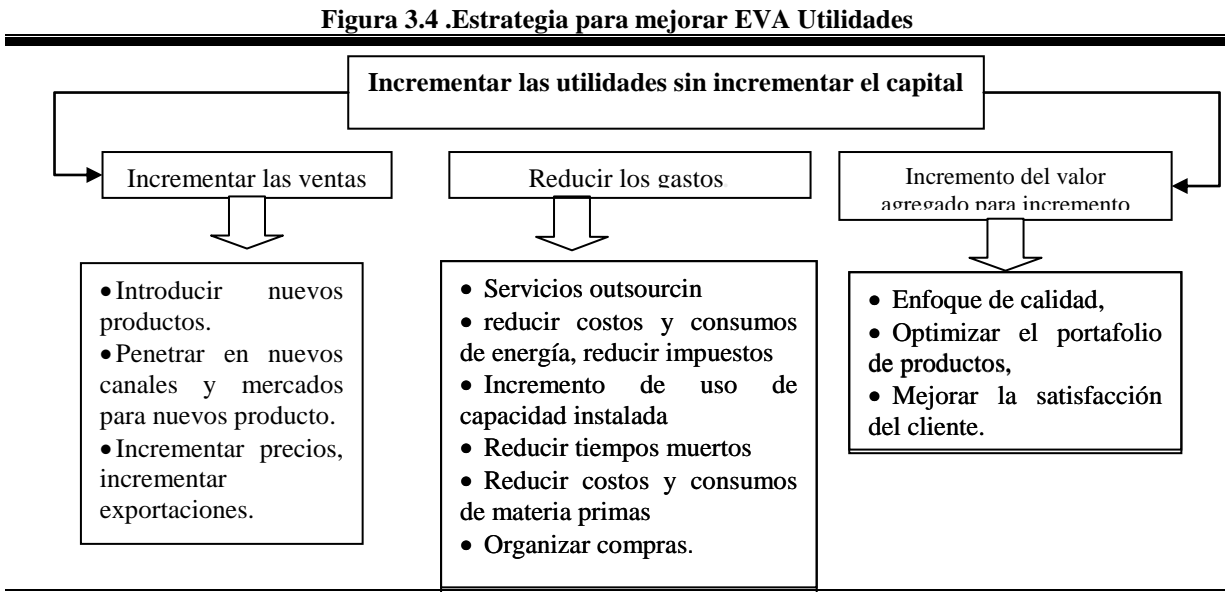 Figura 3.4 .Estrategia para mejorar EVA Utilidades
Incrementar las utilidades sin incrementar el capital
Incrementar las ventas
• Introducir nuevos
productos.
• Penetrar en nuevos
canales y mercados
para nuevos producto.
• Incrementar precios,
incrementar
exportaciones.
Reducir los gastos
• Servicios outsourcin
• reducir costos y consumos
de energía, reducir impuestos
• Incremento de uso de
capacidad instalada
• Reducir tiempos muertos
• Reducir costos y consumos
de materia primas
• Organizar compras.
Incremento del valor
agregado para incremento
• Enfoque de calidad,
• Optimizar el portafolio
de productos,
• Mejorar la satisfacción
del cliente.